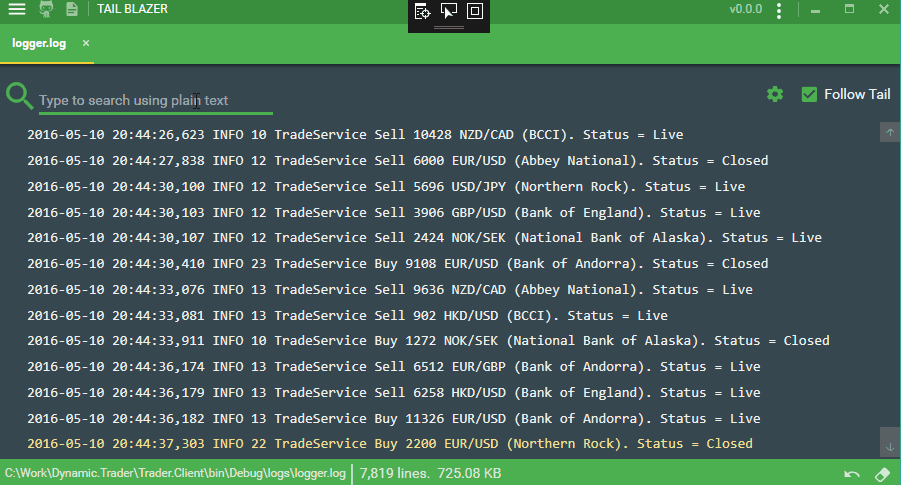 TAIL BLAZER
v0.0.0
logger.log ×
Type to search using plain text
Follow Tail
2016-05-10 20:44:26,623 INFO 10 TradeService Sell 10428 NZD/CAD (BCCI). Status = Live
2016-05-10 20:44:27,838 INFO 12 TradeService Sell 6000 EUR/USD (Abbey National). Status = Closed
2016-05-10 20:44:30,100 INFO 12 TradeService Sell 5696 USD/JPY (Northern Rock). Status = Live
2016-05-10 20:44:30,103 INFO 12 TradeService Sell 3906 GBP/USD (Bank of England). Status = Live
2016-05-10 20:44:30,107 INFO 12 TradeService Sell 2424 NOK/SEK (National Bank of Alaska). Status = Live
2016-05-10 20:44:30,410 INFO 23 TradeService Buy 9108 EUR/USD (Bank of Andorra). Status = Closed
2016-05-10 20:44:33,076 INFO 13 TradeService Sell 9636 NZD/CAD (Abbey National). Status = Live
2016-05-10 20:44:33,081 INFO 13 TradeService Sell 902 HKD/USD (BCCI). Status = Live
2016-05-10 20:44:33,911 INFO 10 TradeService Buy 1272 NOK/SEK (National Bank of Alaska). Status = Closed
2016-05-10 20:44:36,174 INFO 13 TradeService Sell 6512 EUR/GBP (Bank of Andorra). Status = Live
2016-05-10 20:44:36,179 INFO 13 TradeService Sell 6258 HKD/USD (Bank of England). Status = Live
2016-05-10 20:44:36,182 INFO 13 TradeService Buy 11326 EUR/USD (Bank of Andorra). Status = Live
2016-05-10 20:44:37,303 INFO 22 TradeService Buy 2200 EUR/USD (Northern Rock). Status = Closed
C:\Work\Dynamic.Trader\Trader.Client\bin\Debug\logs\logger.log
7,819 lines. 725.08 KB